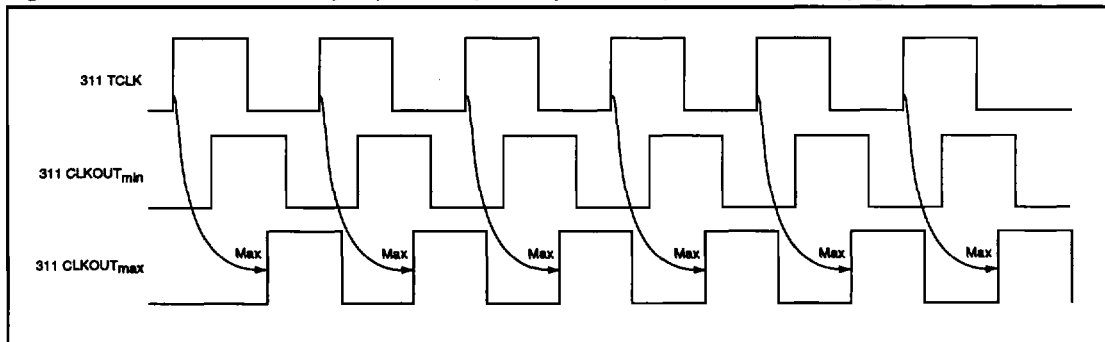 311 TCLK
311 CLKOUTmin
Max Max Max Max Max Max
311 CLKOUTmax